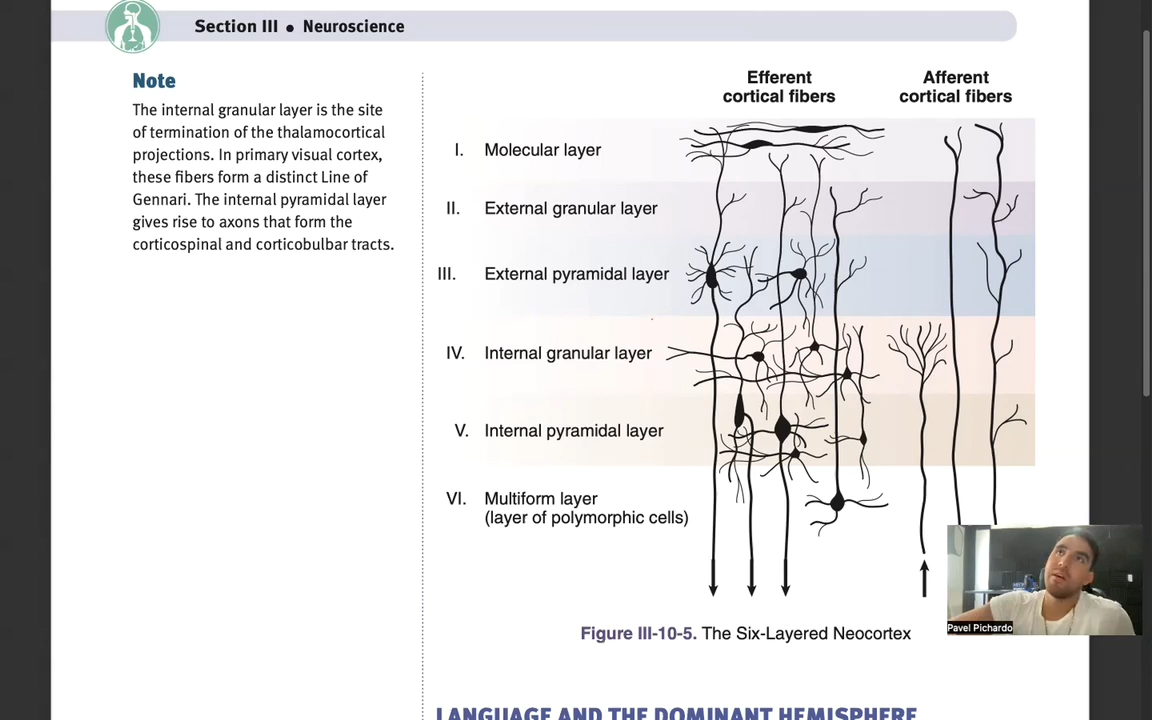 Section III • Neuroscience
Note
The internal granular layer is the site
of termination of the thalamocortical
projections. In primary visual cortex,
these fibers form a distinct Line of
Gennari. The internal pyramidal layer
gives rise to axons that form the
corticospinal and corticobulbar tracts.
Efferent
cortical fibers
Afferent
cortical fibers
I. Molecular layer
II. External granular layer
III. External pyramidal layer
IV. Internal granular layer
V. Internal pyramidal layer
VI. Multiform layer
(layer of polymorphic cells)
Pavel Pichardo
Figure III-10-5. The Six-Layered Neocortex
LANGUAGE AND THE DOMINANT HEMISPHERE